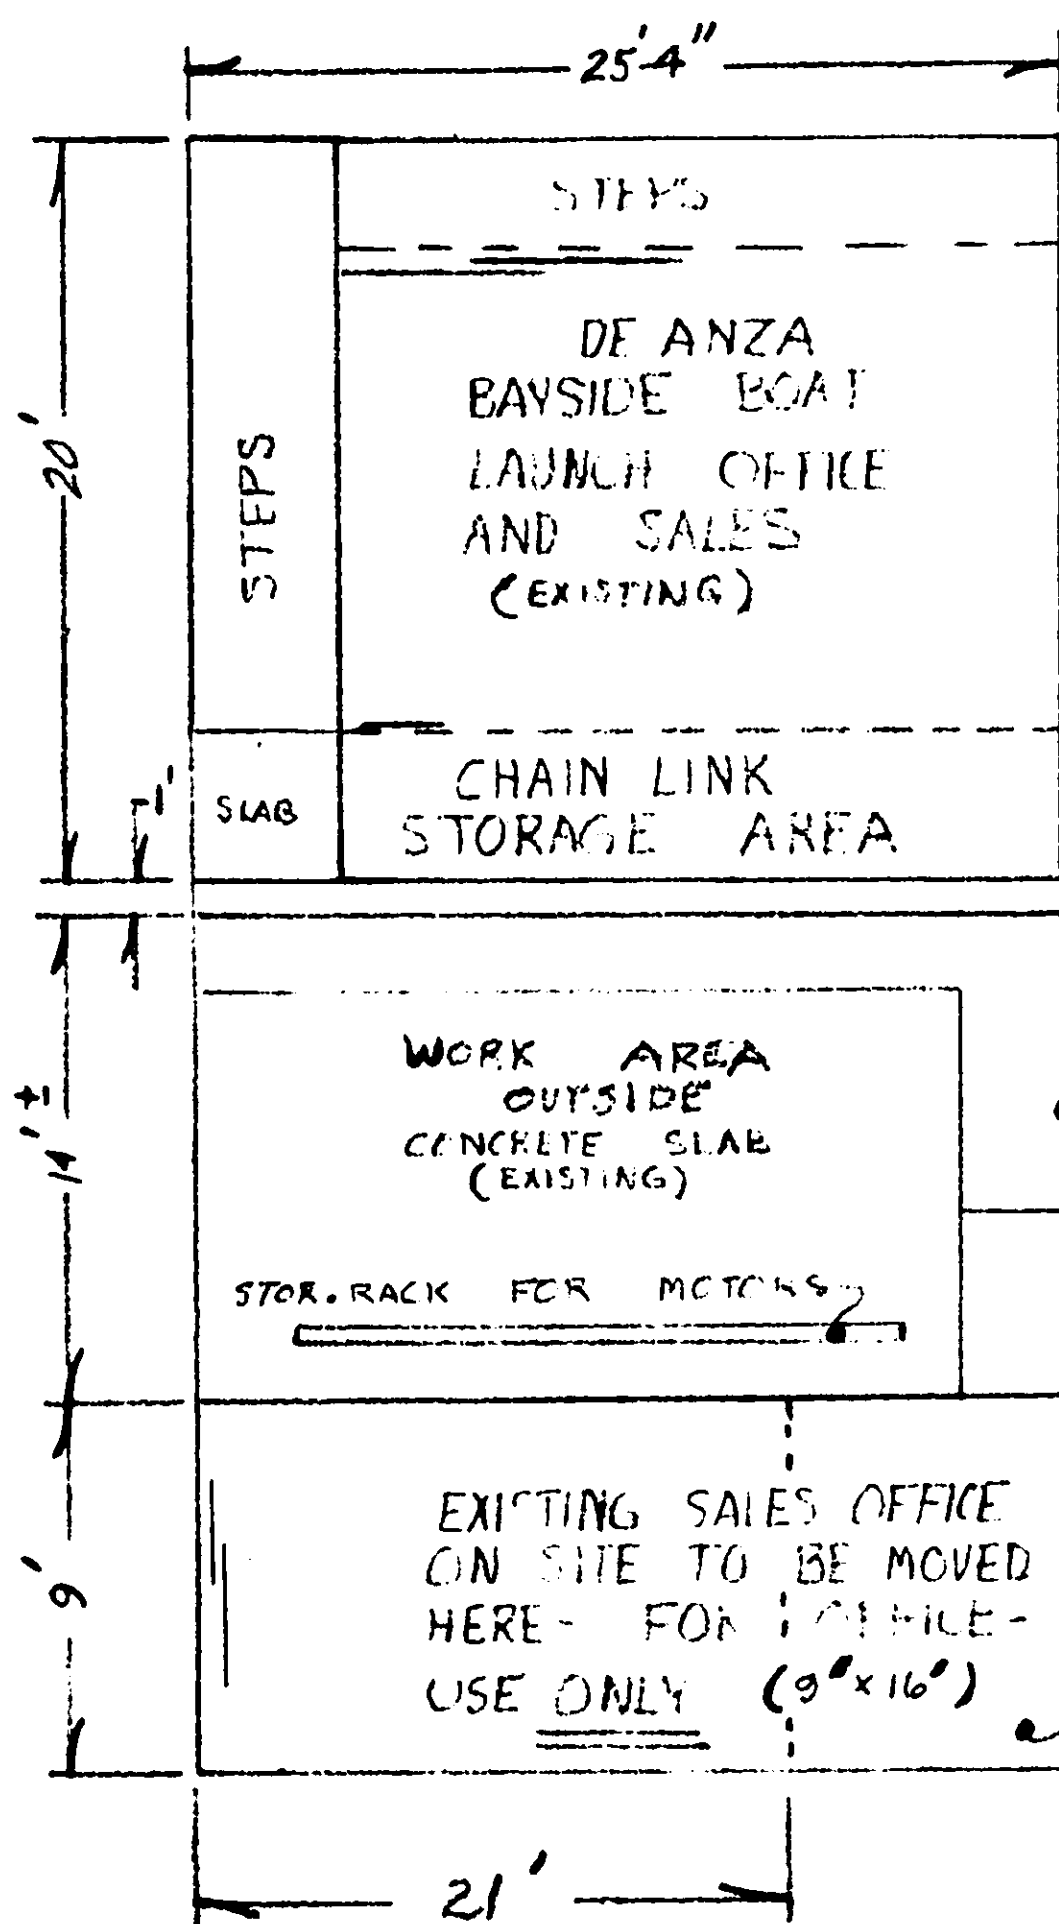 25'-4"
STEPS
20'
STEPS
DE ANZA
BAYSIDE BOAT
LAUNCH OFFICE
AND SALES
(EXISTING)
SLAB
CHAIN LINK
STORAGE AREA
14'±
WORK AREA
OUTSIDE
CONCRETE SLAB
(EXISTING)
STOR. RACK FOR MOTORS
9'
EXISTING SALES OFFICE
ON SITE TO BE MOVED
HERE - FOR OFFICE -
USE ONLY (9'x16')
21'